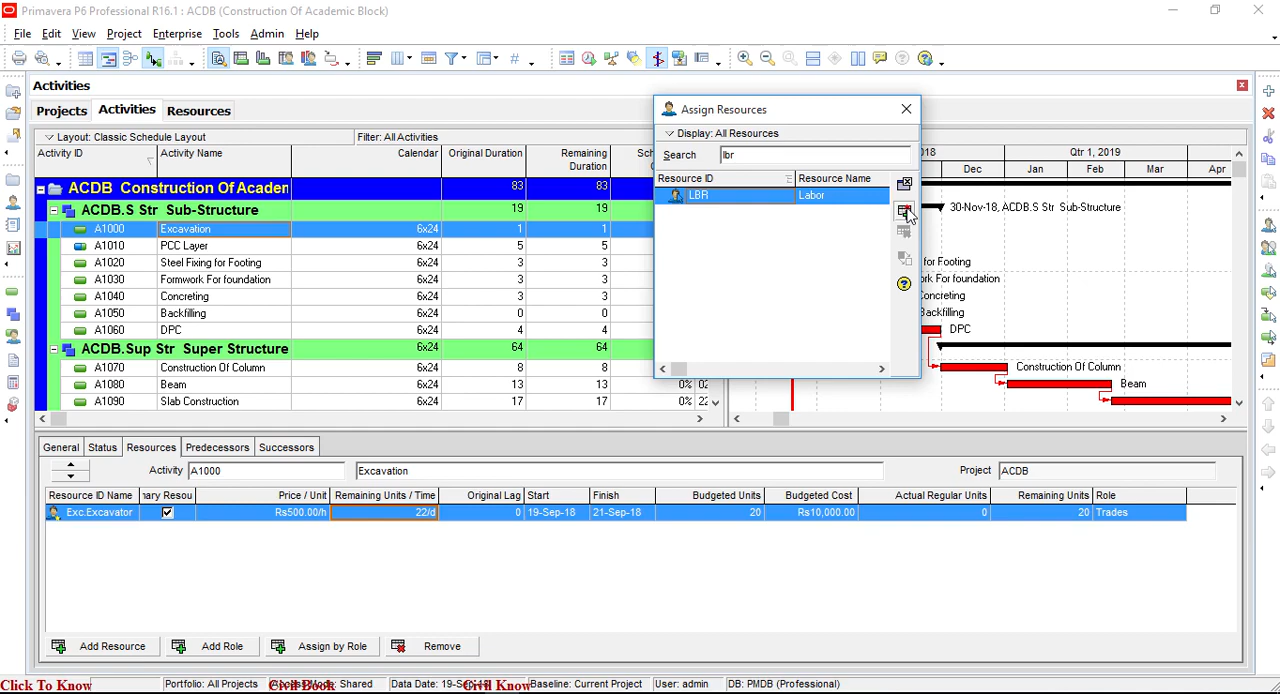 Primavera P6 Professional R16.1 : ACDB (Construction Of Academic Block)
File Edit View Project Enterprise Tools Admin Help
Activities
Projects Activities Resources
Layout: Classic Schedule Layout Filter: All Activities
Activity ID Activity Name Calendar Original Duration Remaining Duration
ACDB Construction Of Academ 83 83
ACDB.S Str Sub-Structure 19 19
A1000 Excavation 6x24 1 1
A1010 PCC Layer 6x24 5 5
A1020 Steel Fixing for Footing 6x24 3 3
A1030 Formwork For foundation 6x24 3 3
A1040 Concreting 6x24 3 3
A1050 Backfilling 6x24 0 0
A1060 DPC 6x24 4 4
ACDB.Sup Str Super Structure 6x24 64 64
A1070 Construction Of Column 6x24 8 8
A1080 Beam 6x24 13 13 0%
A1090 Slab Construction 6x24 17 17 0%
Assign Resources
Display: All Resources
Search lbr
Resource ID Resource Name
LBR Labor
018 Qtr 1, 2019
Dec Jan Feb Mar Apr
30-Nov-18, ACDB.S Str Sub-Structure
for Footing
For foundation
Concreting
Backfilling
DPC
Construction Of Column
Beam
General Status Resources Predecessors Successors
Activity A1000 Excavation Project ACDB
Resource ID Name nary Resou Price / Unit Remaining Units / Time Original Lag Start Finish Budgeted Units Budgeted Cost Actual Regular Units Remaining Units Role
Exc.Excavator Rs500.00/h 22/d 0 19-Sep-18 21-Sep-18 20 Rs10,000.00 0 20 Trades
Add Resource Add Role Assign by Role Remove
Click To Know Civil Book Civil Know
Portfolio: All Projects Access Mode: Shared Data Date: 19-Sep-18 Baseline: Current Project User: admin DB: PMDB (Professional)